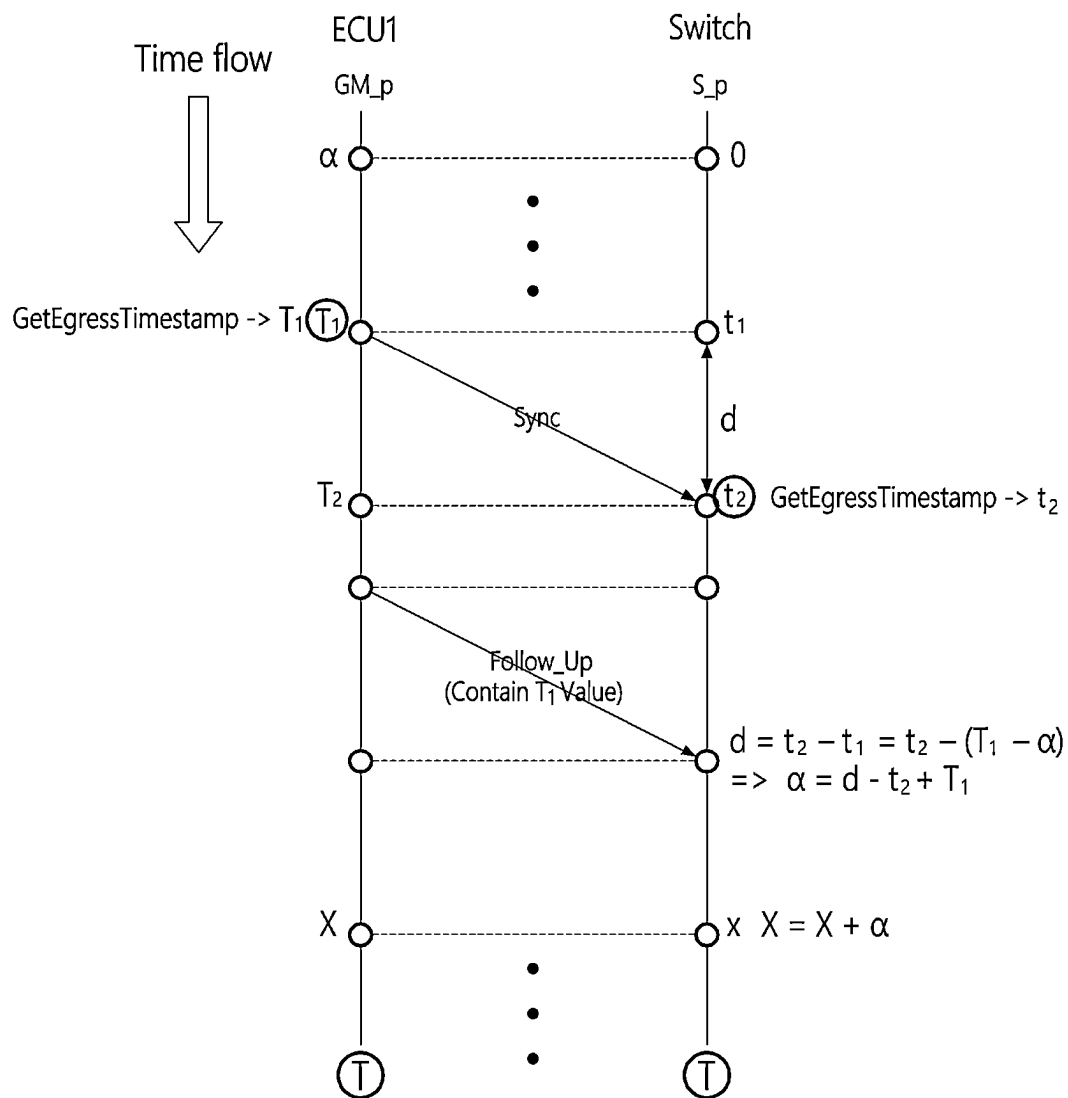 ECU1
Switch
Time flow
GM_p
S_p
α
0
GetEgressTimestamp -> T₁
T₁
t₁
Sync
d
T₂
t₂
GetEgressTimestamp -> t₂
Follow_Up
(Contain T₁ Value)
d = t₂ – t₁ = t₂ – (T₁ – α)
=> α = d - t₂ + T₁
X
x X = X + α
T
T